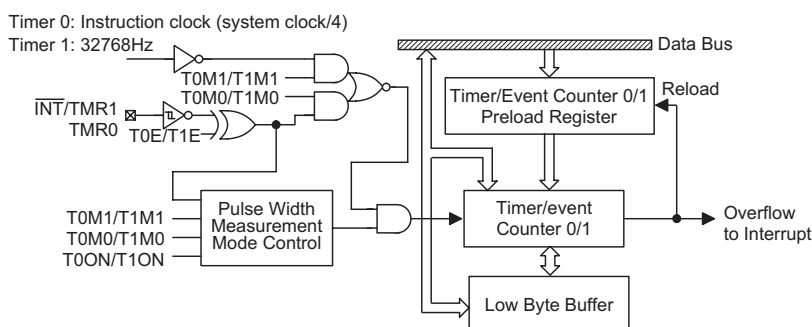 Timer 0: Instruction clock (system clock/4)
Timer 1: 32768Hz
Data Bus
T0M1/T1M1
T0M0/T1M0
INT/TMR1
TMR0
T0E/T1E
Timer/Event Counter 0/1
Preload Register
Reload
T0M1/T1M1
T0M0/T1M0
T0ON/T1ON
Pulse Width
Measurement
Mode Control
Timer/event
Counter 0/1
Overflow
to Interrupt
Low Byte Buffer